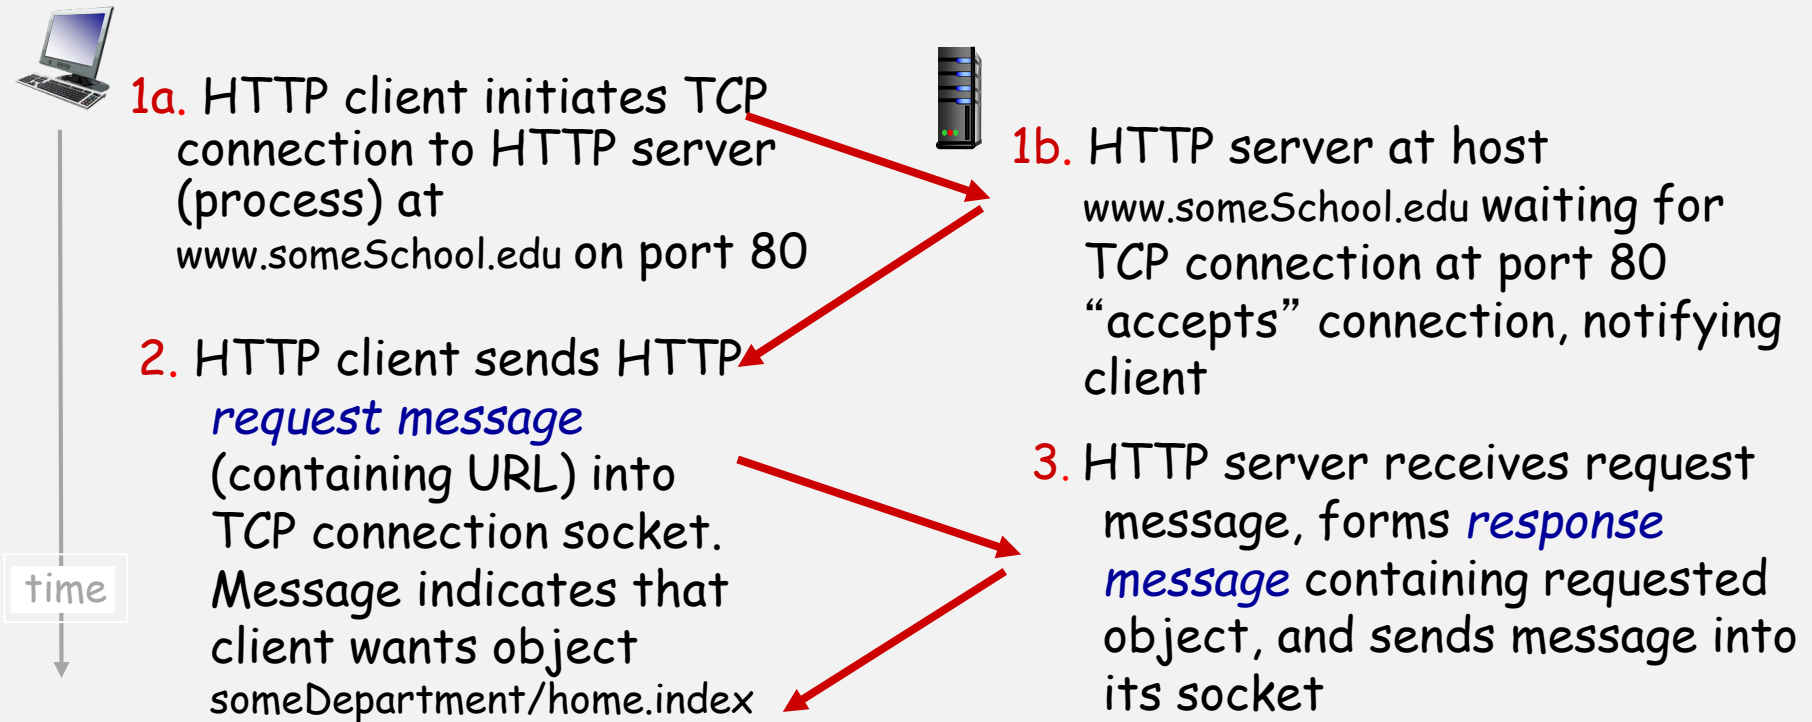 1a. HTTP client initiates TCP
connection to HTTP server
(process) at
www.someSchool.edu on port 80
1b. HTTP server at host
www.someSchool.edu waiting for
TCP connection at port 80
“accepts” connection, notifying
client
2. HTTP client sends HTTP
request message
(containing URL) into
TCP connection socket.
Message indicates that
client wants object
someDepartment/home.index
3. HTTP server receives request
message, forms response
message containing requested
object, and sends message into
its socket
time